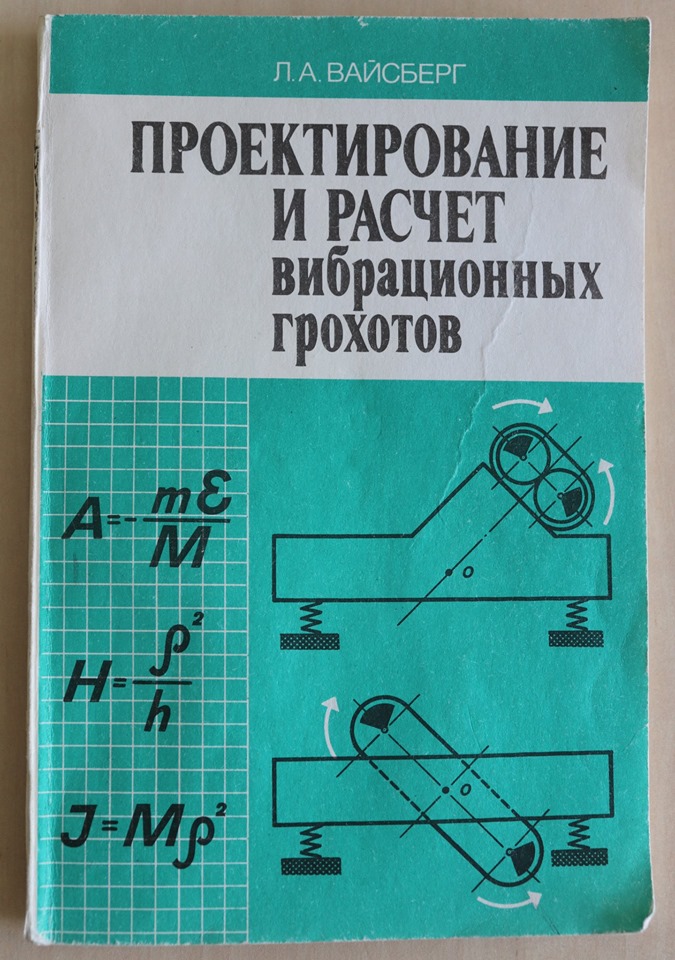 Л. А. ВАЙСБЕРГ
ПРОЕКТИРОВАНИЕ
И РАСЧЕТ
вибрационных
грохотов
A=-mε/M
H=ρ²/h
J=Mρ²
o
o